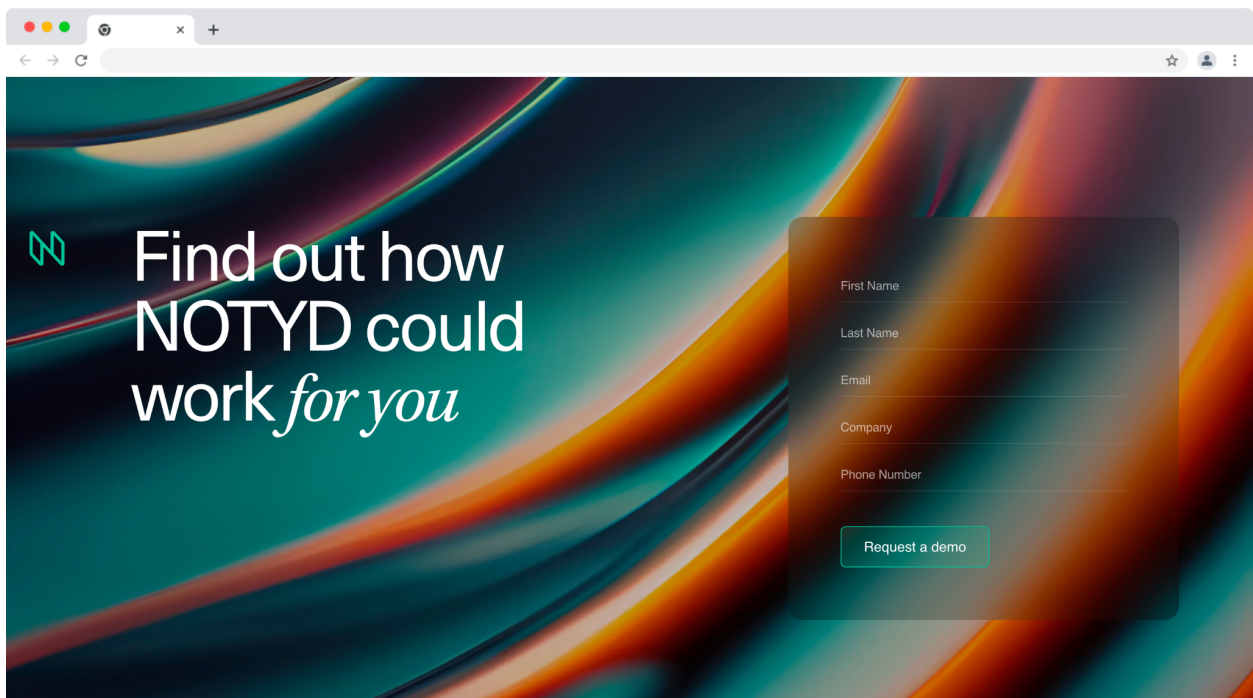 Find out how
NOTYD could
work for you
First Name
Last Name
Email
Company
Phone Number
Request a demo